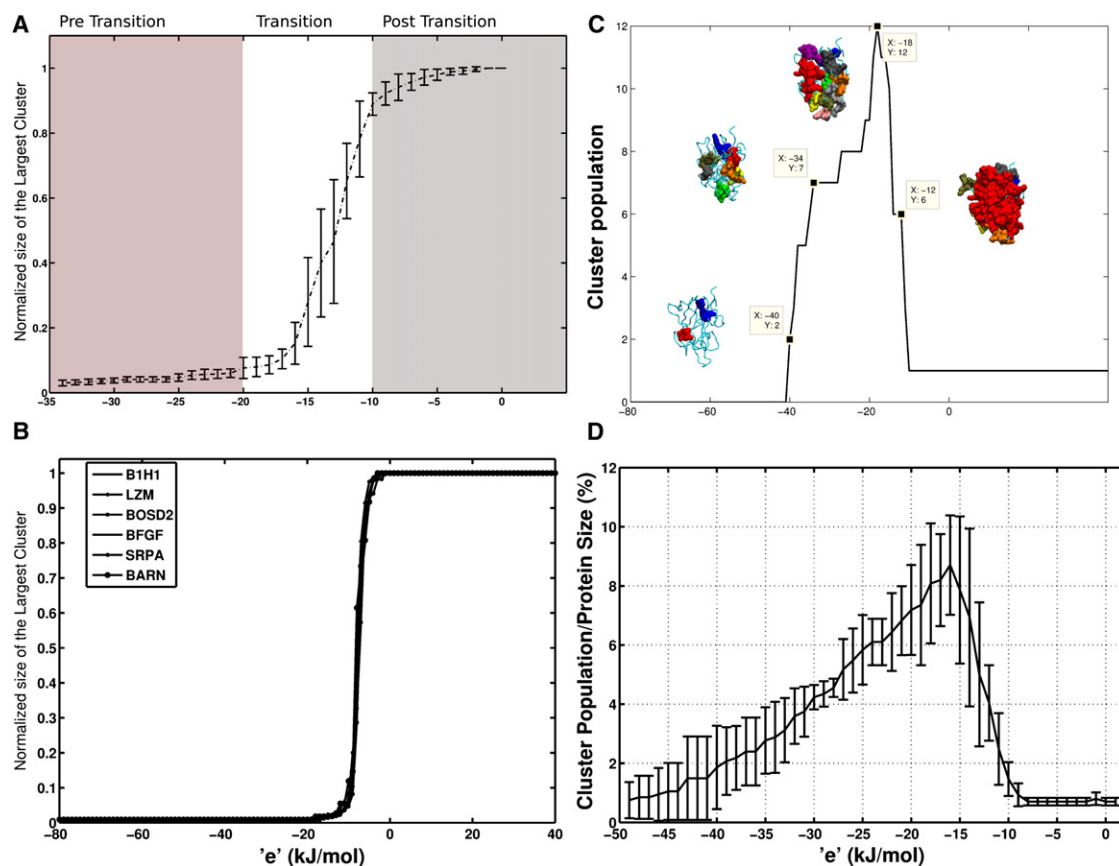 A
Pre Transition
Transition
Post Transition
Normalized size of the Largest Cluster
1
0.8
0.6
0.4
0.2
0
−35
−30
−25
−20
−15
−10
−5
0
B
Normalized size of the Largest Cluster
1
0.9
0.8
0.7
0.6
0.5
0.4
0.3
0.2
0.1
0
B1H1
LZM
BOSD2
BFGF
SRPA
BARN
−79
−60
−40
−20
0
20
40
'e' (kJ/mol)
C
Cluster population
12
10
8
6
4
2
0
X: −18
Y: 12
X: −34
Y: 7
X: −12
Y: 6
X: −40
Y: 2
−80
−60
−40
−20
0
D
Cluster Population/Protein Size (%)
12
10
8
6
4
2
0
−50
−45
−40
−35
−30
−25
−20
−15
−10
−5
0
'e' (kJ/mol)